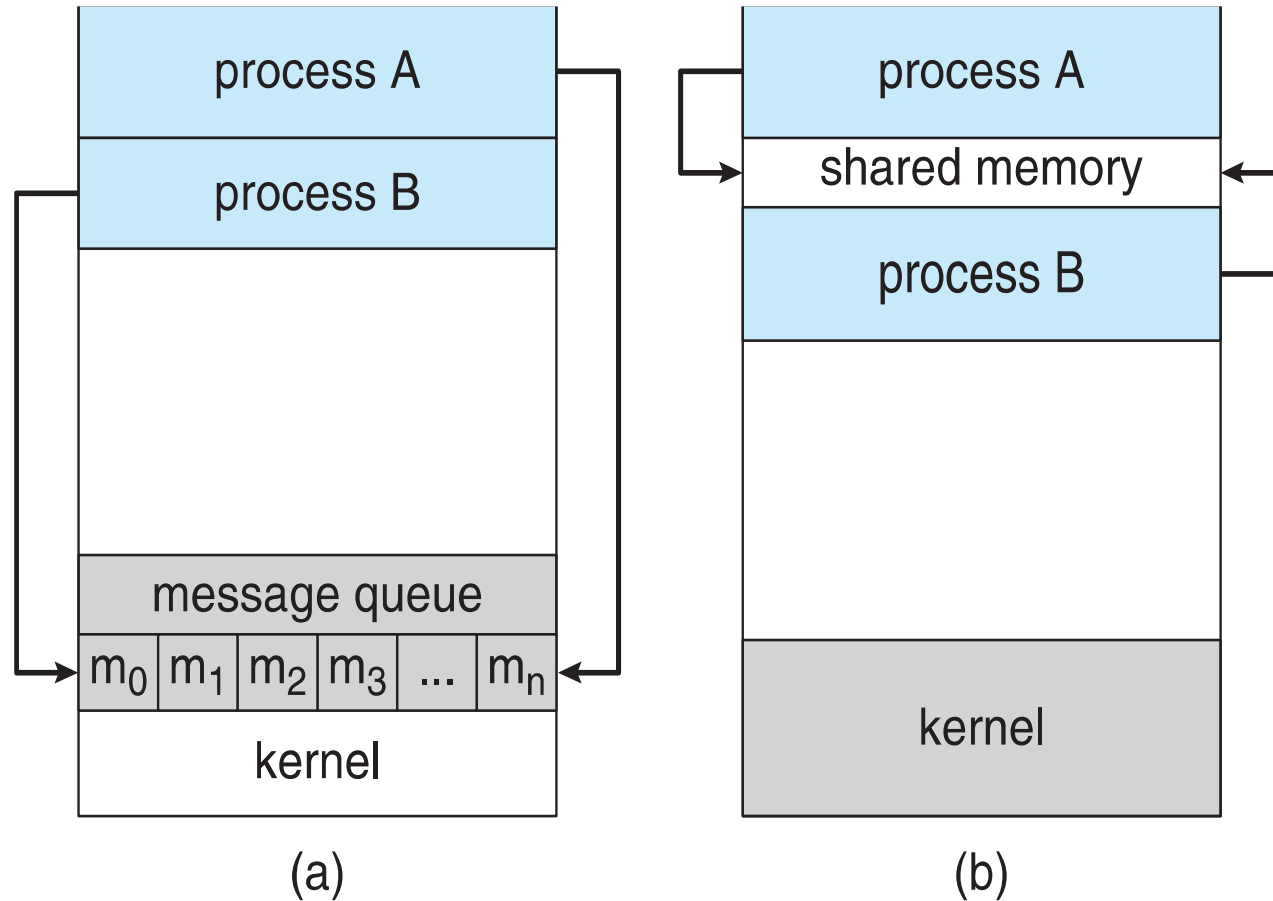 process A
process B
message queue
m0 m1 m2 m3 ... mn
kernel
(a)
process A
shared memory
process B
kernel
(b)